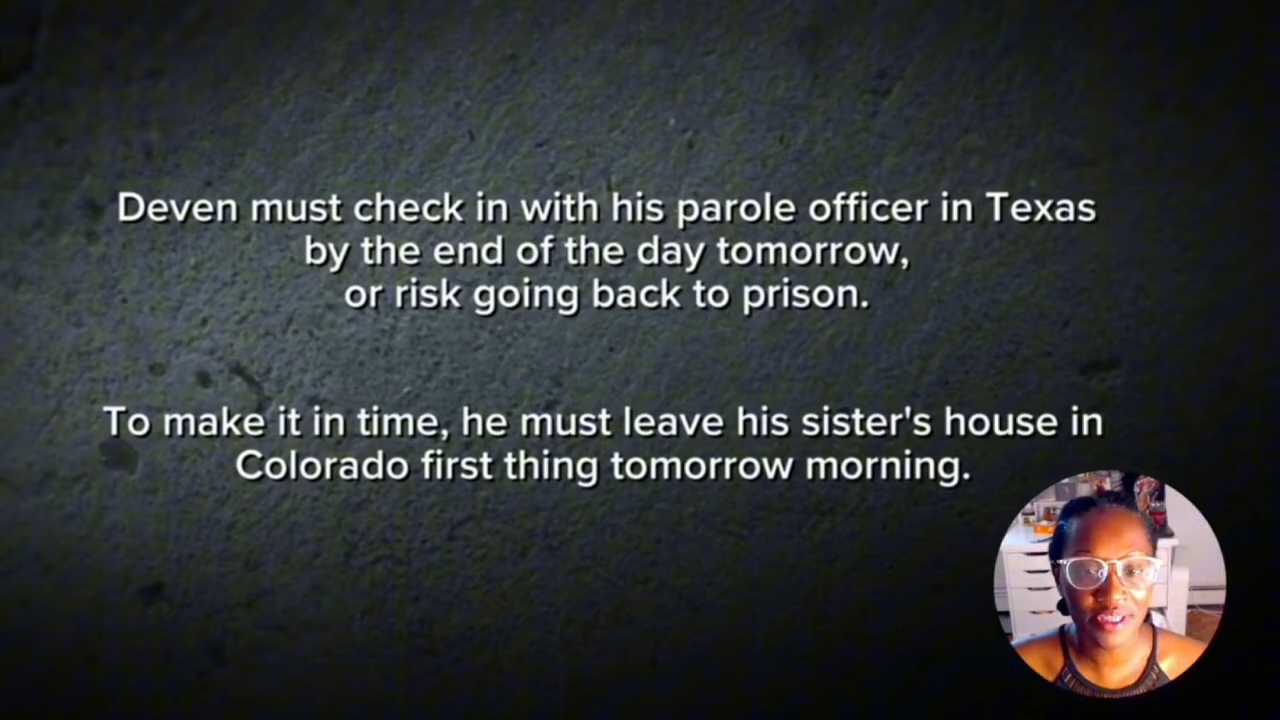 Deven must check in with his parole officer in Texas
by the end of the day tomorrow,
or risk going back to prison.
To make it in time, he must leave his sister's house in
Colorado first thing tomorrow morning.